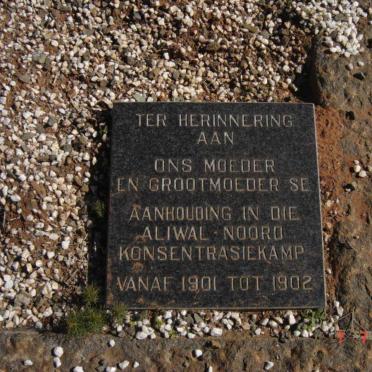 TER HERINNERING
AAN
ONS MOEDER
EN GROOTMOEDER SE
AANHOUDING IN DIE
ALIWAL-NOORD
KONSENTRASIEKAMP
VANAF 1901 TOT 1902